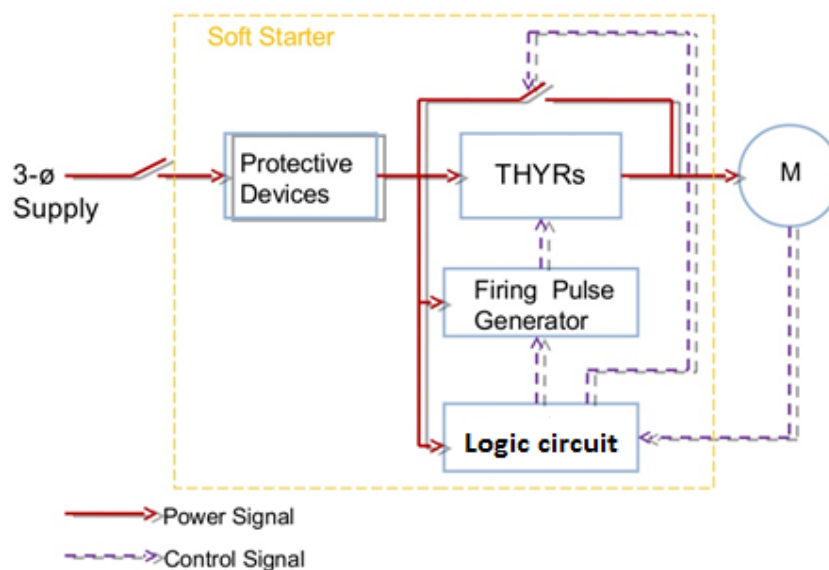 Soft Starter
3-ø
Supply
Protective
Devices
THYRs
M
Firing Pulse
Generator
Logic circuit
Power Signal
Control Signal